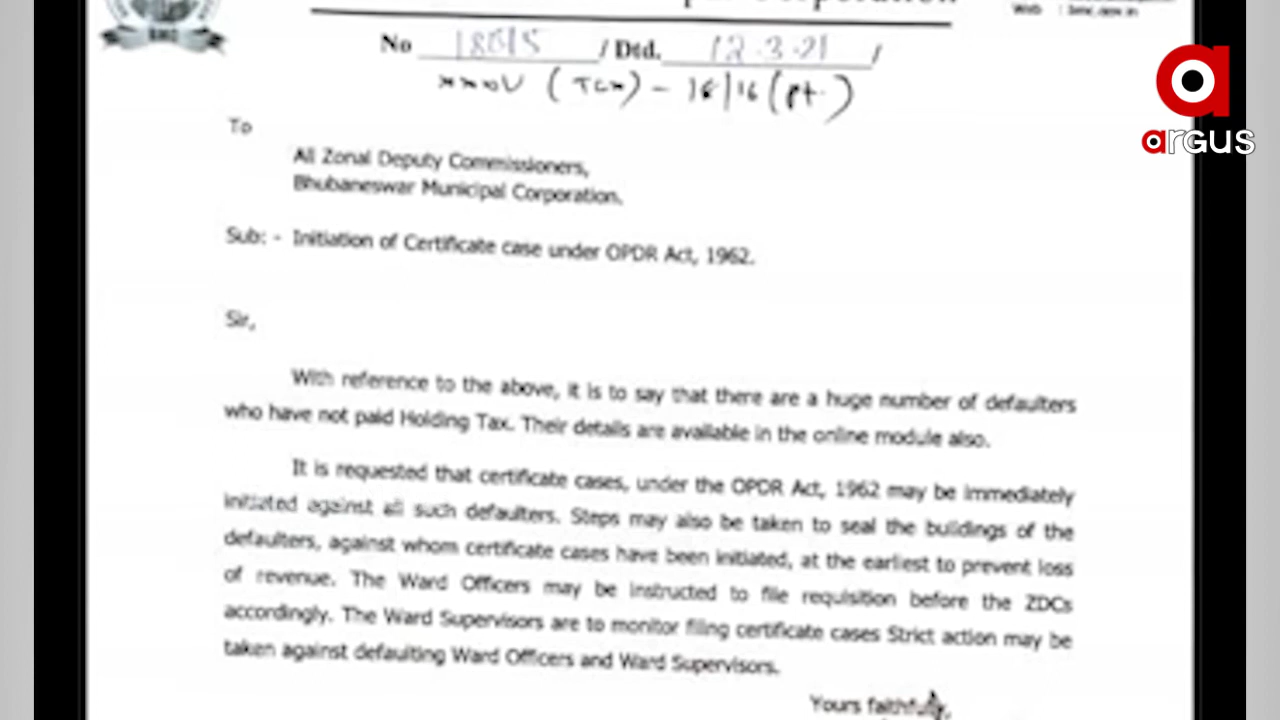 Corporation
No 18615 / Dtd. 12.3.21 /
(Tax) - 16/16 (pt.)
To
All Zonal Deputy Commissioners,
Bhubaneswar Municipal Corporation.
Sub: - Initiation of Certificate case under OPDR Act, 1962.
Sir,
With reference to the above, it is to say that there are a huge number of defaulters
who have not paid Holding Tax. Their details are available in the online module also.
It is requested that certificate cases, under the OPDR Act, 1962 may be immediately
initiated against all such defaulters. Steps may also be taken to seal the buildings of the
defaulters, against whom certificate cases have been initiated, at the earliest to prevent loss
of revenue. The Ward Officers may be instructed to file requisition before the ZDCs
accordingly. The Ward Supervisors are to monitor filing certificate cases Strict action may be
taken against defaulting Ward Officers and Ward Supervisors.
Yours faithfully,
argus